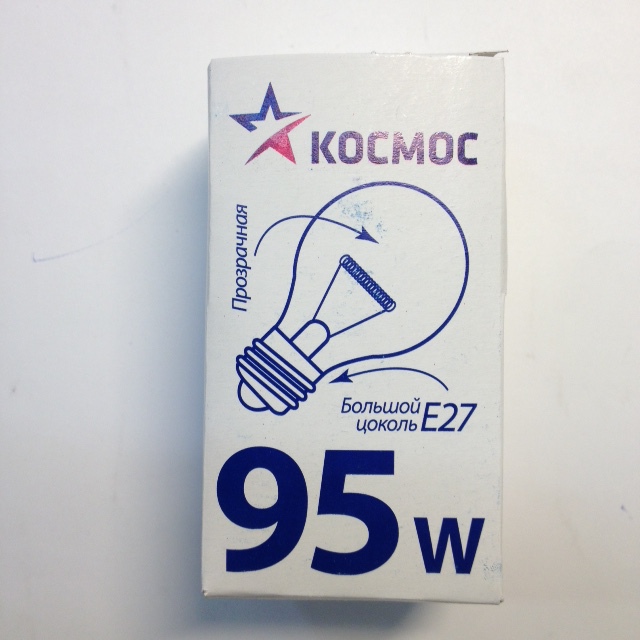 КОСМОС
Прозрачная
Большой
цоколь E27
95 W